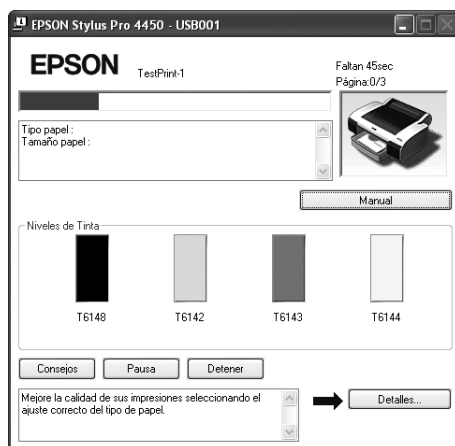 EPSON Stylus Pro 4450 - USB001
EPSON TestPrint-1
Faltan 45sec
Página:0/3
Tipo papel :
Tamaño papel :
Manual
Niveles de Tinta
T6148 T6142 T6143 T6144
Consejos Pausa Detener
Mejore la calidad de sus impresiones seleccionando el
ajuste correcto del tipo de papel.
Detalles...